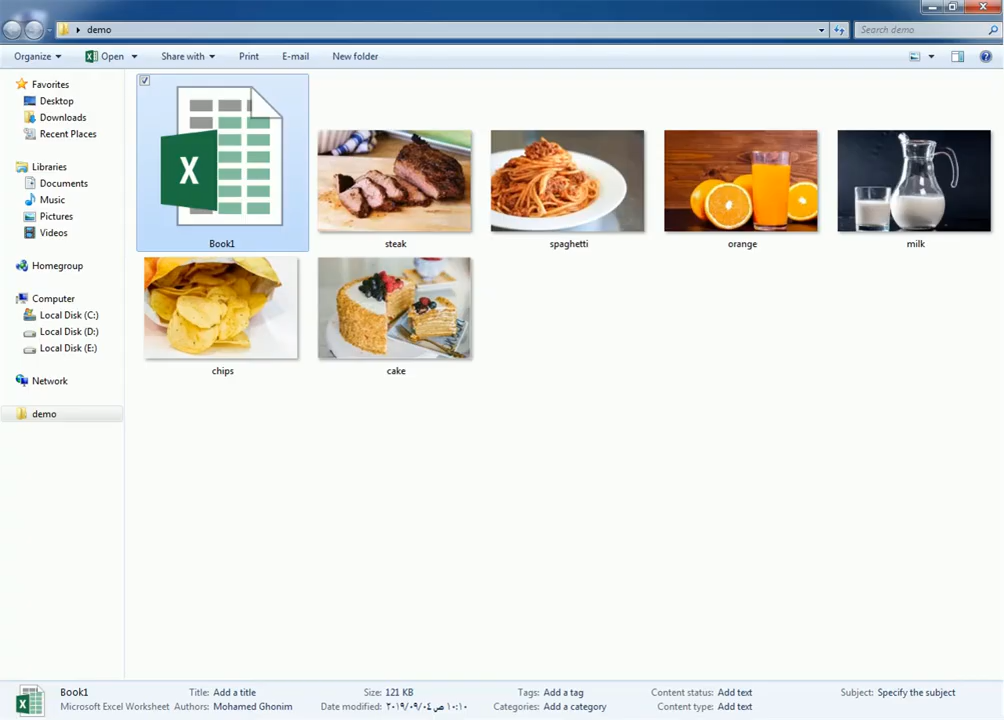 demo
Search demo
Organize Open Share with Print E-mail New folder
Favorites
Desktop
Downloads
Recent Places
Libraries
Documents
Music
Pictures
Videos
Homegroup
Computer
Local Disk (C:)
Local Disk (D:)
Local Disk (E:)
Network
demo
X
Book1
steak
spaghetti
orange
milk
chips
cake
Book1 Title: Add a title Size: 121 KB Tags: Add a tag Content status: Add text Subject: Specify the subject
Microsoft Excel Worksheet Authors: Mohamed Ghonim Date modified: ٢٠١٩/٠٩/٠٤ ص ١٠:١٠ Categories: Add a category Content type: Add text